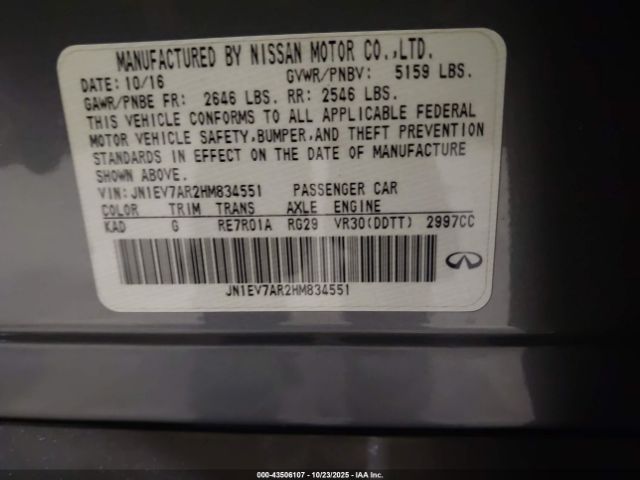 MANUFACTURED BY NISSAN MOTOR CO.,LTD.
DATE: 10/16 GVWR/PNBV: 5159 LBS.
GAWR/PNBE FR: 2646 LBS. RR: 2546 LBS.
THIS VEHICLE CONFORMS TO ALL APPLICABLE FEDERAL
MOTOR VEHICLE SAFETY,BUMPER,AND THEFT PREVENTION
STANDARDS IN EFFECT ON THE DATE OF MANUFACTURE
SHOWN ABOVE.
VIN: JN1EV7AR2HM834551 PASSENGER CAR
COLOR TRIM TRANS AXLE ENGINE
KAD G RE7R01A RG29 VR30(DDTT) 2997CC
JN1EV7AR2HM834551
000-43506107 - 10/23/2025 - IAA Inc.